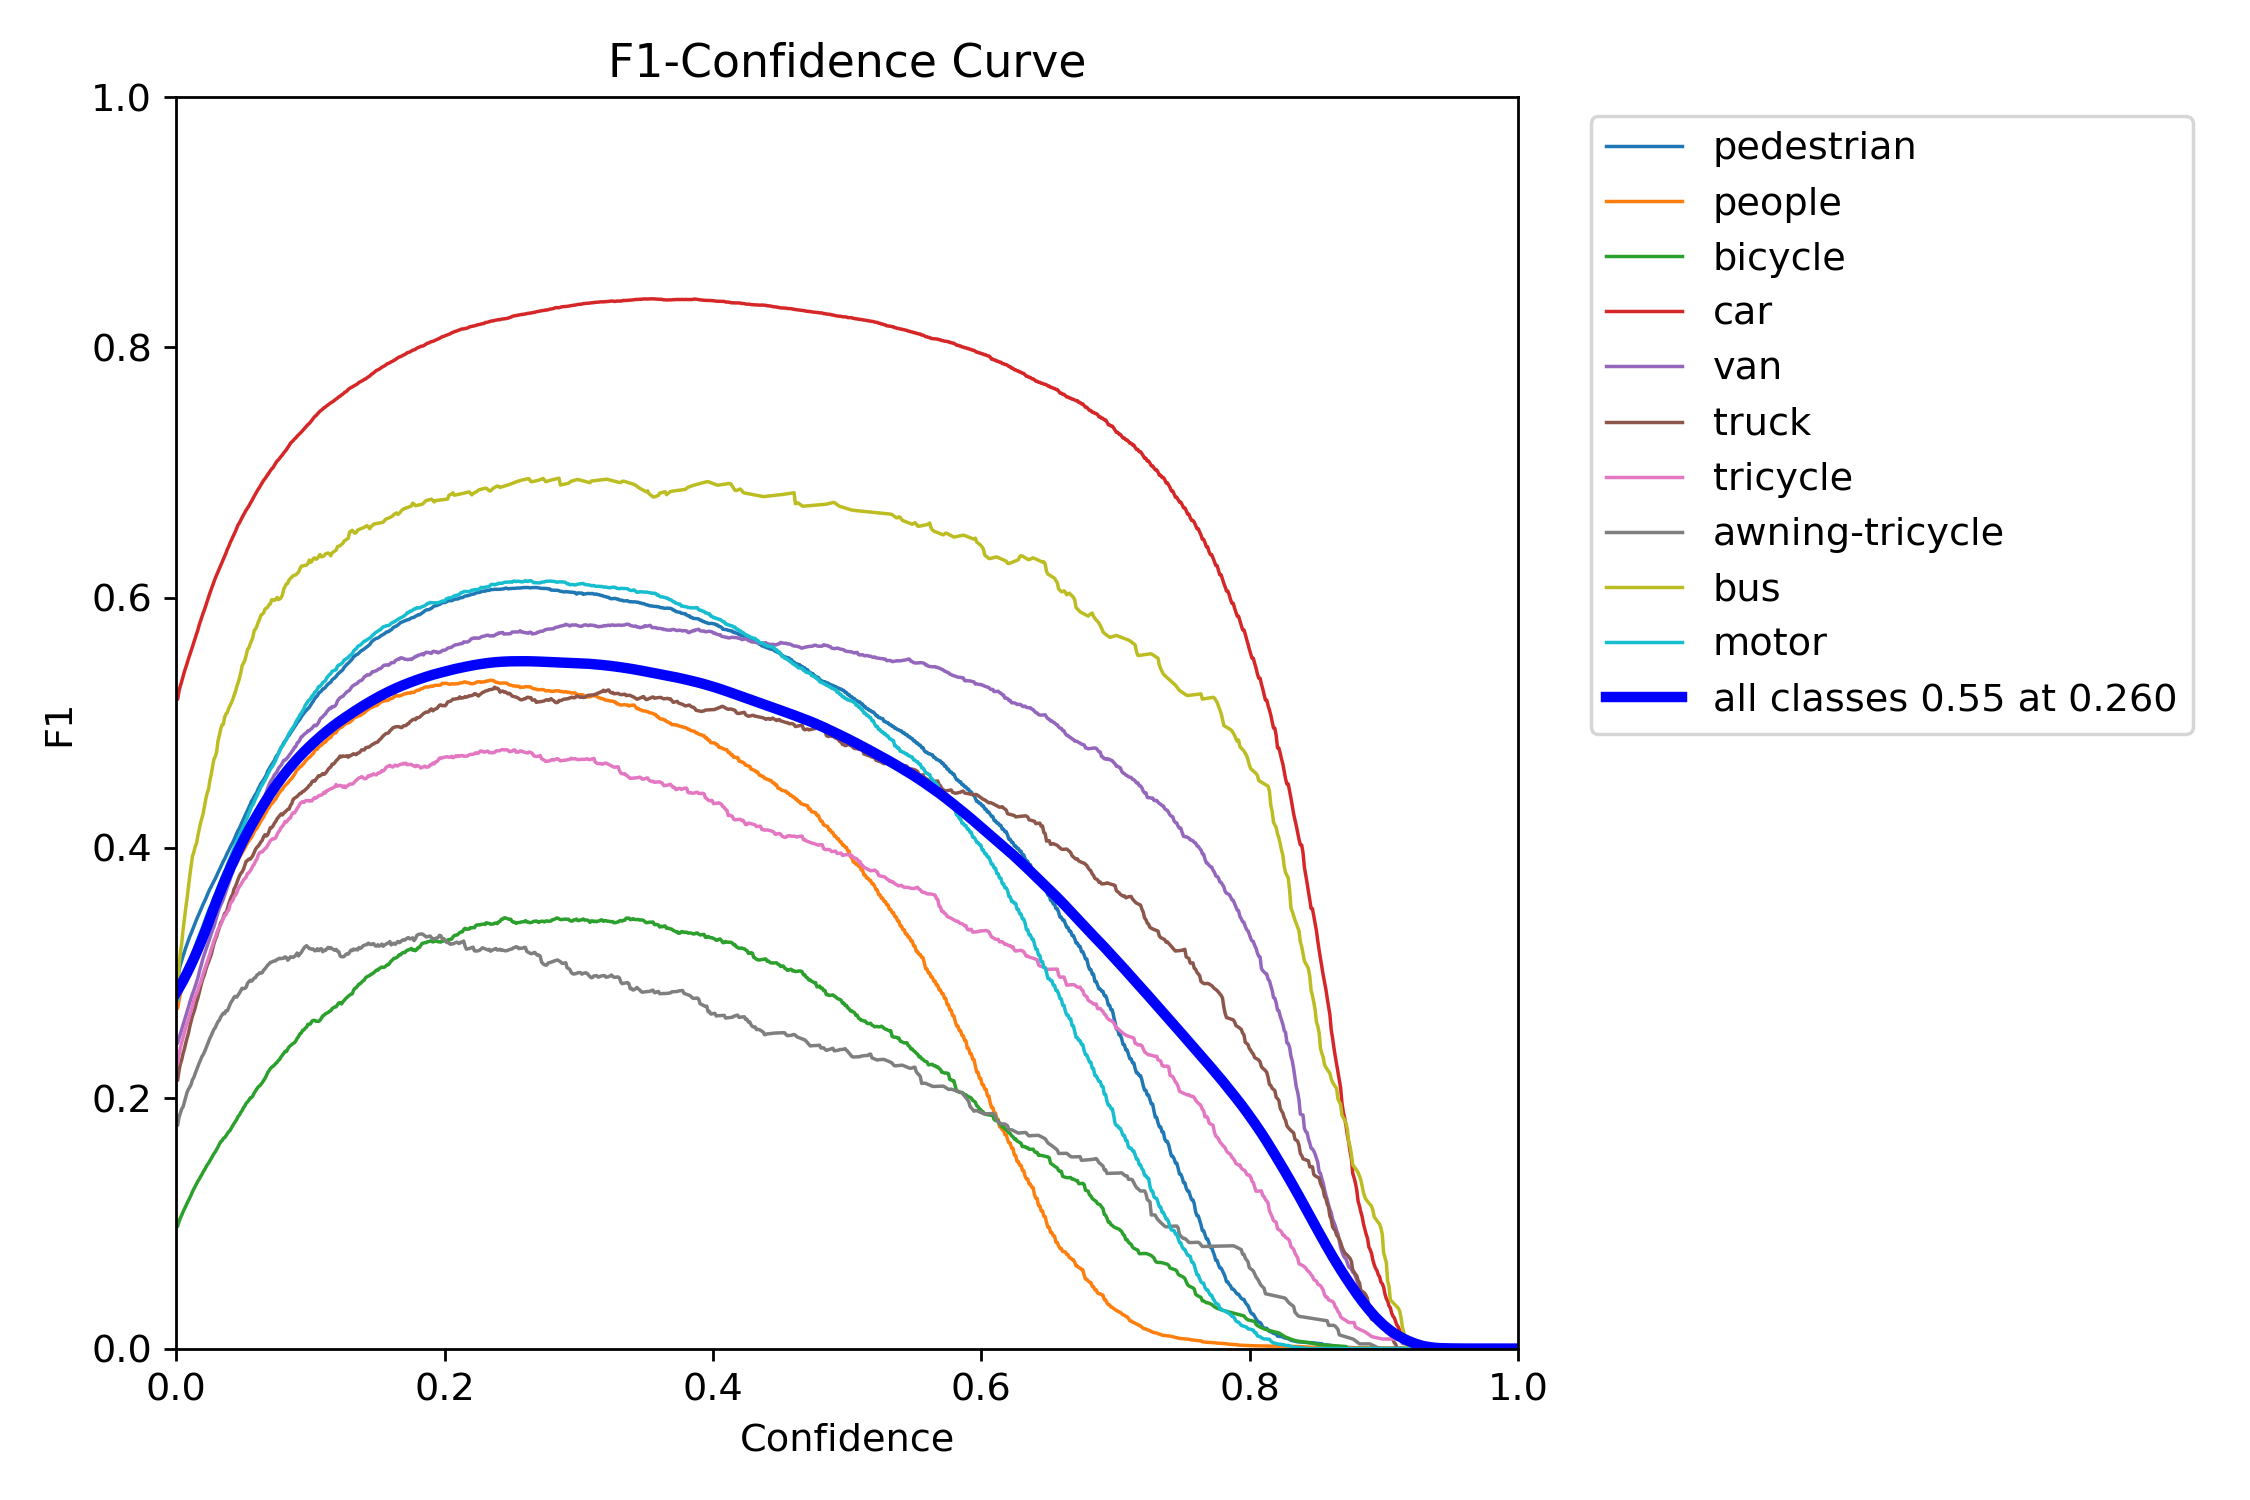 F1-Confidence Curve
1.0
0.8
0.6
0.4
0.2
0.0
F1
0.0 0.2 0.4 0.6 0.8 1.0
Confidence
pedestrian
people
bicycle
car
van
truck
tricycle
awning-tricycle
bus
motor
all classes 0.55 at 0.260